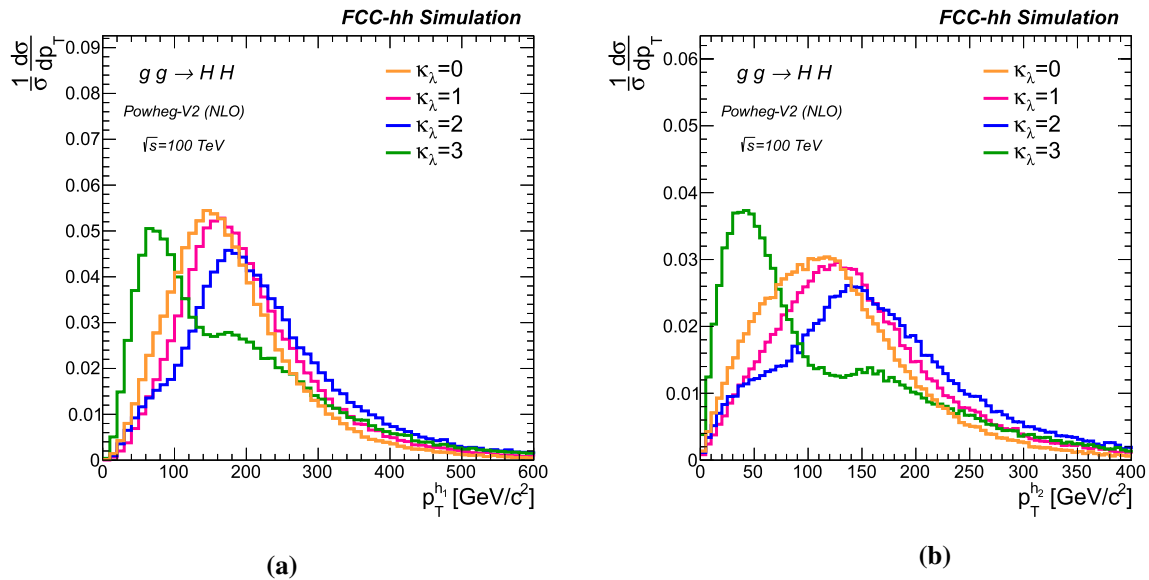 FCC-hh Simulation
1/σ dσ/dp_T
0.09
0.08
0.07
0.06
0.05
0.04
0.03
0.02
0.01
0
g g → H H
Powheg-V2 (NLO)
√s=100 TeV
κ_λ=0
κ_λ=1
κ_λ=2
κ_λ=3
0 100 200 300 400 500 600
p_T^{h_1} [GeV/c²]
(a)
FCC-hh Simulation
1/σ dσ/dp_T
0.06
0.05
0.04
0.03
0.02
0.01
0
g g → H H
Powheg-V2 (NLO)
√s=100 TeV
κ_λ=0
κ_λ=1
κ_λ=2
κ_λ=3
0 50 100 150 200 250 300 350 400
p_T^{h_2} [GeV/c²]
(b)